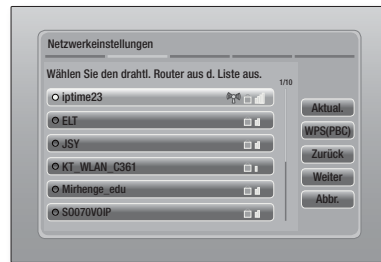 Netzwerkeinstellungen
Wählen Sie den drahtl. Router aus d. Liste aus.
1/10
iptime23
ELT
JSY
KT_WLAN_C361
Mirhenge_edu
SO070VOIP
Aktual.
WPS(PBC)
Zurück
Weiter
Abbr.